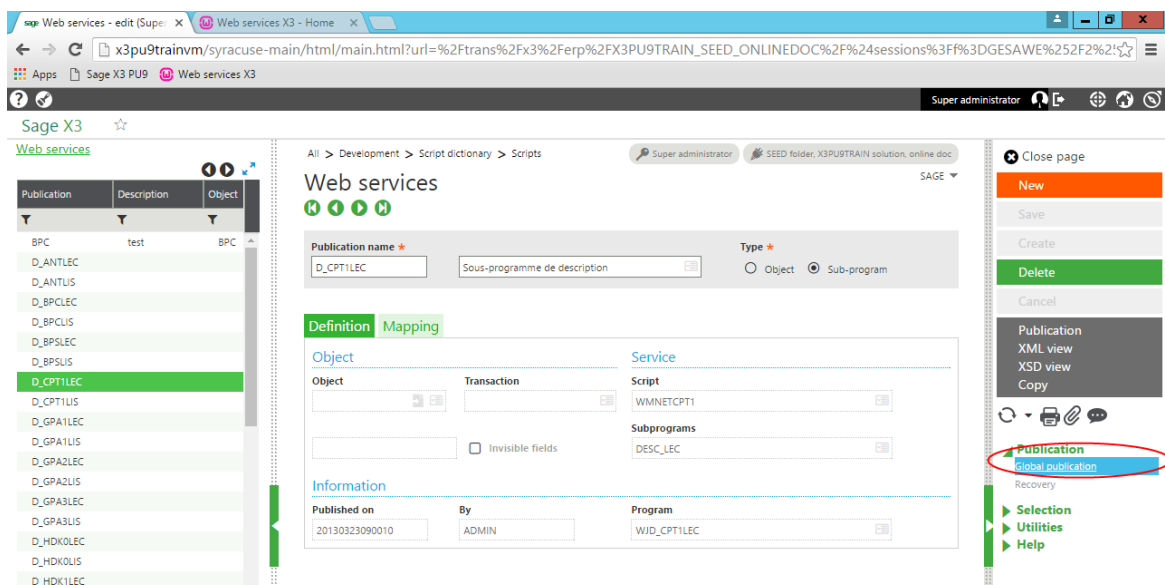 sage Web services - edit (Super
Web services X3 - Home
x3pu9trainvm/syracuse-main/html/main.html?url=%2Ftrans%2Fx3%2Ferp%2FX3PU9TRAIN_SEED_ONLINEDOC%2F%24sessions%3Ff%3DGESAWE%252F2%2
Apps Sage X3 PU9 Web services X3
Super administrator
Sage X3
Web services
Publication Description Object
BPC test BPC
D_ANTLEC
D_ANTLIS
D_BPCLEC
D_BPCLIS
D_BPSLEC
D_BPSLIS
D_CPT1LEC
D_CPT1LIS
D_GPA1LEC
D_GPA1LIS
D_GPA2LEC
D_GPA2LIS
D_GPA3LEC
D_GPA3LIS
D_HDK0LEC
D_HDK0LIS
D_HDK1LEC
All > Development > Script dictionary > Scripts
Super administrator
SEED folder, X3PU9TRAIN solution, online doc
Web services
SAGE
Publication name *
Type *
D_CPT1LEC
Sous-programme de description
Object Sub-program
Definition Mapping
Object
Service
Object Transaction Script
WMNETCPT1
Subprograms
Invisible fields
DESC_LEC
Information
Published on By Program
20130323090010 ADMIN WJD_CPT1LEC
Close page
New
Save
Create
Delete
Cancel
Publication
XML view
XSD view
Copy
Publication
Global publication
Recovery
Selection
Utilities
Help